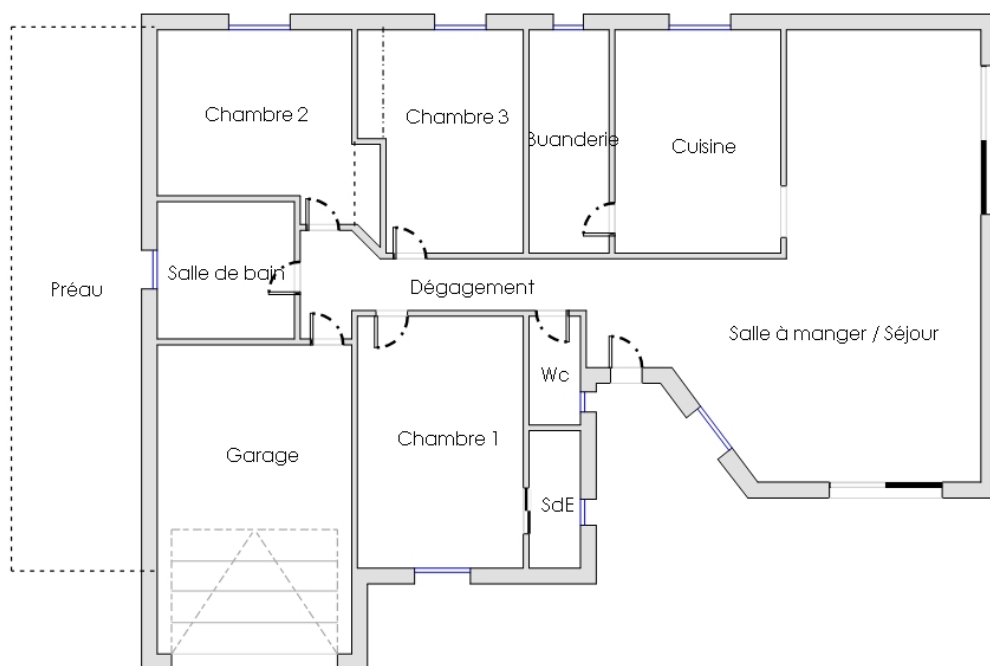 Chambre 2
Chambre 3
Buanderie
Cuisine
Salle de bain
Préau
Dégagement
Salle à manger / Séjour
Wc
Chambre 1
Garage
SdE